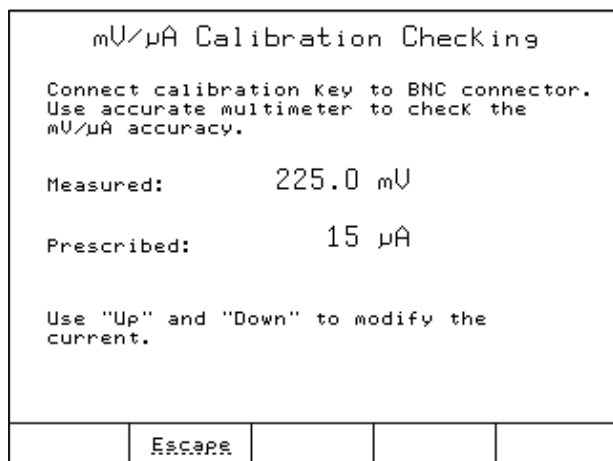 mV/µA Calibration Checking
Connect calibration Key to BNC connector.
Use accurate multimeter to check the
mV/µA accuracy.
Measured: 225.0 mV
Prescribed: 15 µA
Use "Up" and "Down" to modify the
current.
Escape